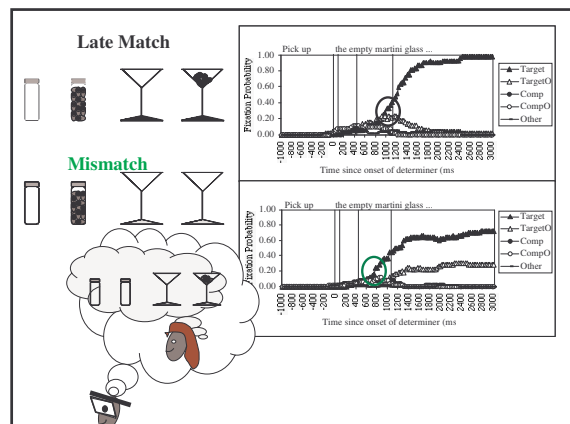 Late Match
Pick up the empty martini glass ...
Fixation Probability
1.00
0.80
0.60
0.40
0.20
0.00
-1000 -800 -600 -400 -200 0 200 400 600 800 1000 1200 1400 1600 1800 2000 2200 2400 2600 2800 3000
Time since onset of determiner (ms
Target
TargetO
Comp
CompO
Other
Mismatch
Pick up the empty martini glass ...
Fixation Probability
1.00
0.80
0.60
0.40
0.20
0.00
-1000 -800 -600 -400 -200 0 200 400 600 800 1000 1200 1400 1600 1800 2000 2200 2400 2600 2800 3000
Time since onset of determiner (ms
Target
TargetO
Comp
CompO
Other